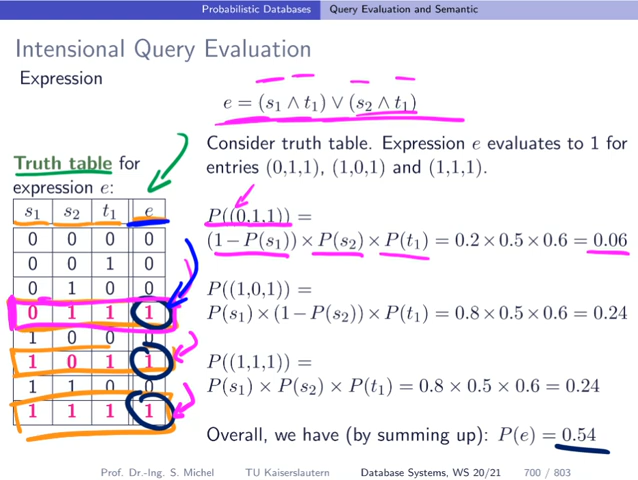 Probabilistic Databases Query Evaluation and Semantic
Intensional Query Evaluation
Expression
e = (s₁ ∧ t₁) ∨ (s₂ ∧ t₁)
Consider truth table. Expression e evaluates to 1 for
entries (0,1,1), (1,0,1) and (1,1,1).
Truth table for
expression e:
s₁ s₂ t₁ e
0 0 0 0
0 0 1 0
0 1 0 0
0 1 1 1
1 0 0 0
1 0 1 1
1 1 0 0
1 1 1 1
P((0,1,1)) =
(1−P(s₁))×P(s₂)×P(t₁) = 0.2×0.5×0.6 = 0.06
P((1,0,1)) =
P(s₁)×(1−P(s₂))×P(t₁) = 0.8×0.5×0.6 = 0.24
P((1,1,1)) =
P(s₁) × P(s₂) × P(t₁) = 0.8 × 0.5 × 0.6 = 0.24
Overall, we have (by summing up): P(e) = 0.54
Prof. Dr.-Ing. S. Michel TU Kaiserslautern Database Systems, WS 20/21 700 / 803